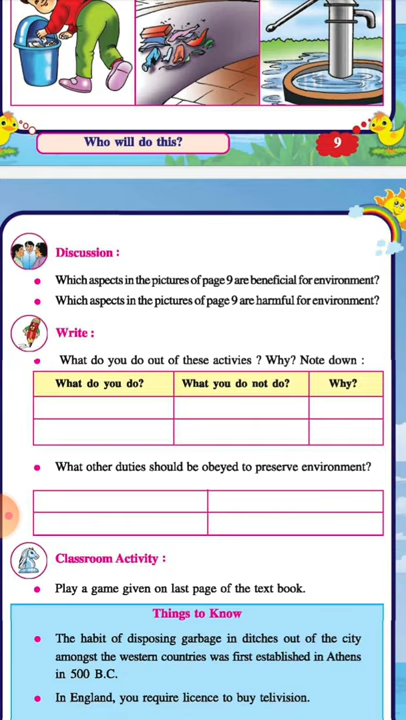 Who will do this?
9
Discussion :
Which aspects in the pictures of page 9 are beneficial for environment?
Which aspects in the pictures of page 9 are harmful for environment?
Write :
What do you do out of these activies ? Why? Note down :
What do you do? What you do not do? Why?
What other duties should be obeyed to preserve environment?
Classroom Activity :
Play a game given on last page of the text book.
Things to Know
The habit of disposing garbage in ditches out of the city
amongst the western countries was first established in Athens
in 500 B.C.
In England, you require licence to buy telivision.